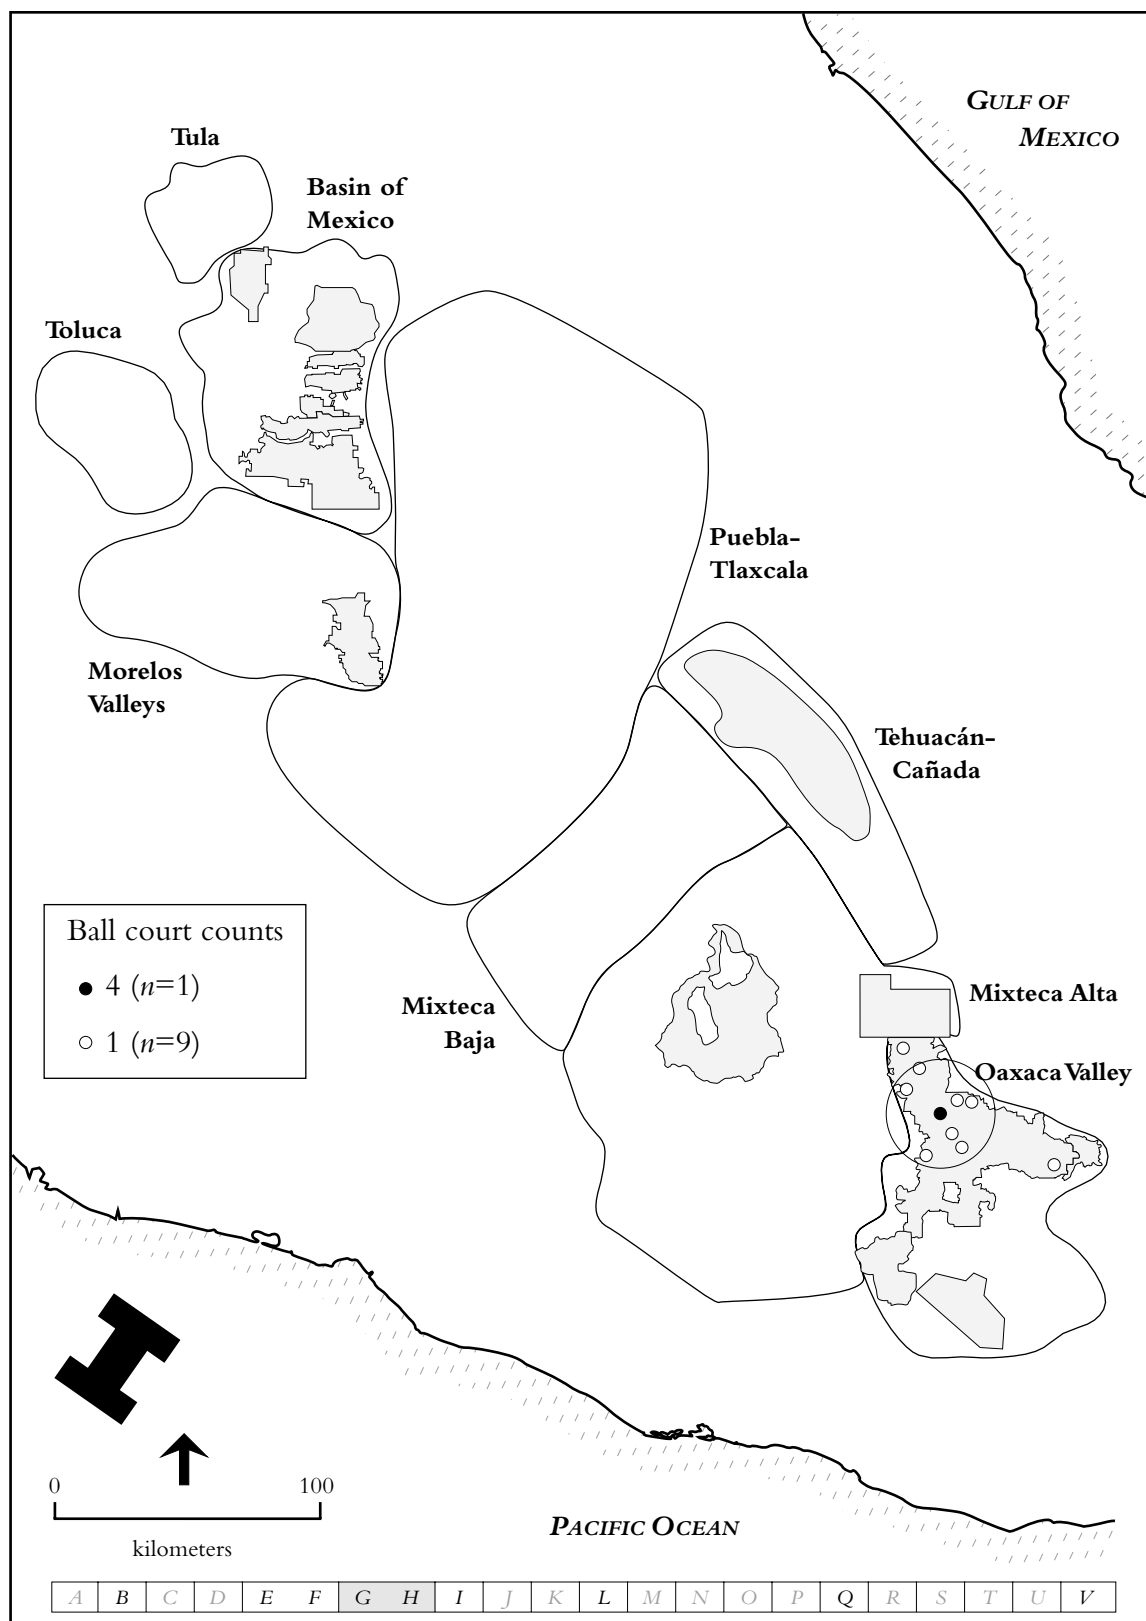 GULF OF
MEXICO
Tula
Basin of
Mexico
Toluca
Puebla-
Tlaxcala
Morelos
Valleys
Tehuacán-
Cañada
Ball court counts
4 (n=1)
1 (n=9)
Mixteca
Baja
Mixteca Alta
Oaxaca Valley
0 100
kilometers
PACIFIC OCEAN
A B C D E F G H I J K L M N O P Q R S T U V